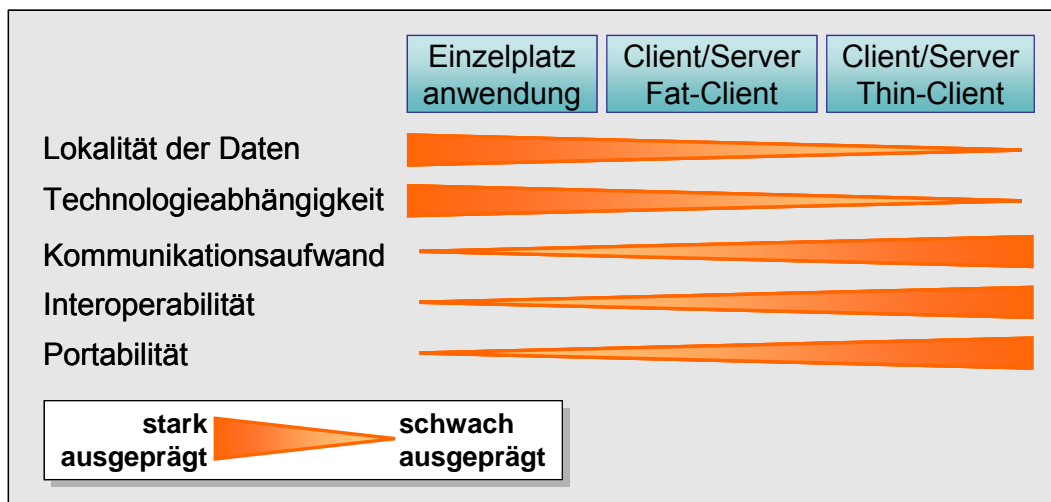 Einzelplatz
anwendung
Client/Server
Fat-Client
Client/Server
Thin-Client
Lokalität der Daten
Technologieabhängigkeit
Kommunikationsaufwand
Interoperabilität
Portabilität
stark
ausgeprägt
schwach
ausgeprägt